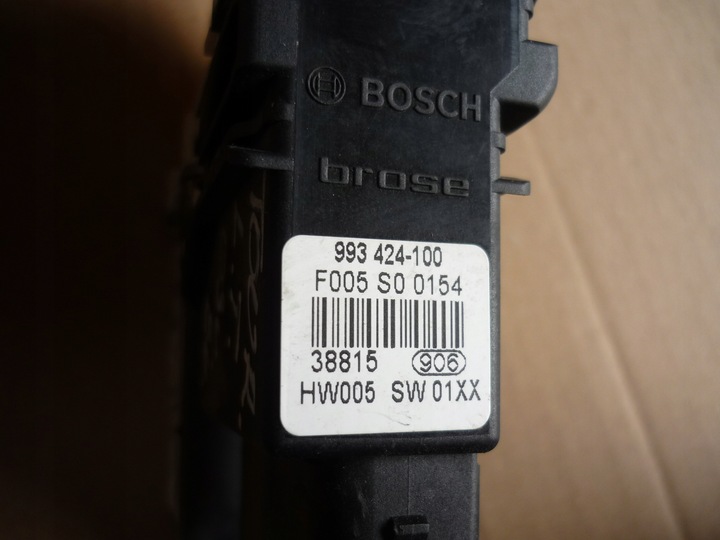 BOSCH
brose
993 424-100
F005 S0 0154
38815 906
HW005 SW 01XX